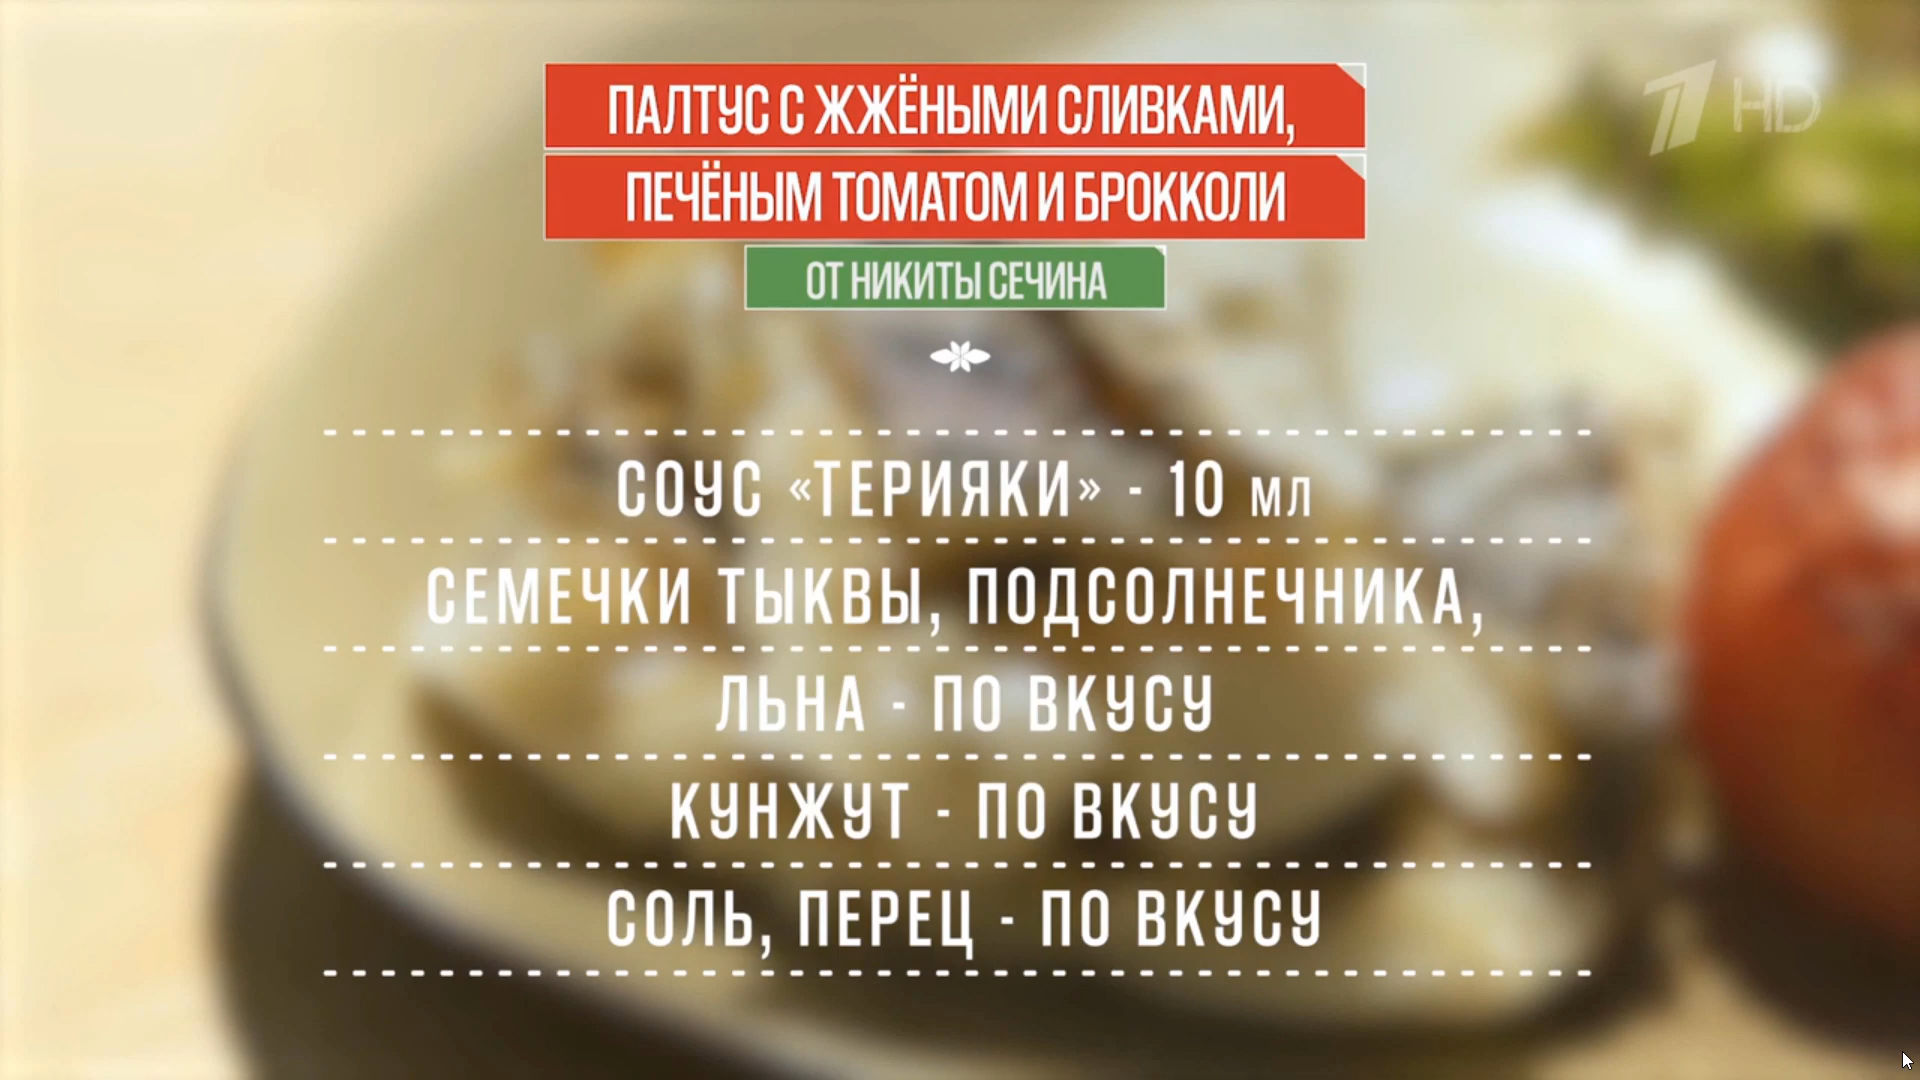 ПАЛТУС С ЖЖЁНЫМИ СЛИВКАМИ,
ПЕЧЁНЫМ ТОМАТОМ И БРОККОЛИ
ОТ НИКИТЫ СЕЧИНА
1 HD
СОУС «ТЕРИЯКИ» - 10 мл
СЕМЕЧКИ ТЫКВЫ, ПОДСОЛНЕЧНИКА,
ЛЬНА - ПО ВКУСУ
КУНЖУТ - ПО ВКУСУ
СОЛЬ, ПЕРЕЦ - ПО ВКУСУ